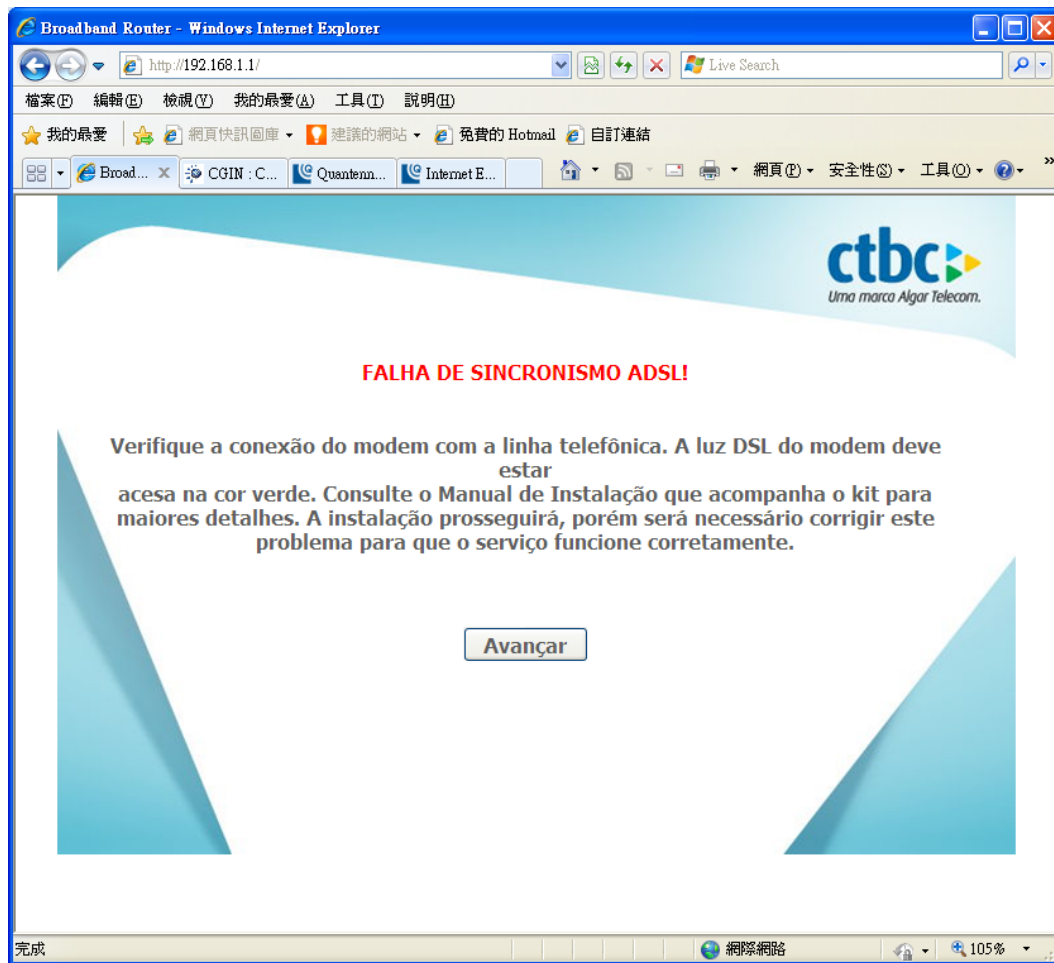 Broadband Router - Windows Internet Explorer
http://192.168.1.1/
Live Search
檔案(F) 編輯(E) 檢視(V) 我的最愛(A) 工具(T) 說明(H)
我的最愛 網頁快訊圖庫 建議的網站 免費的 Hotmail 自訂連結
Broad... CGIN : C... Quantenn... Internet E... 網頁(P) 安全性(S) 工具(O) »
ctbc
Uma marca Algar Telecom.
FALHA DE SINCRONISMO ADSL!
Verifique a conexão do modem com a linha telefônica. A luz DSL do modem deve
estar
acesa na cor verde. Consulte o Manual de Instalação que acompanha o kit para
maiores detalhes. A instalação prosseguirá, porém será necessário corrigir este
problema para que o serviço funcione corretamente.
Avançar
完成 網際網路 105%